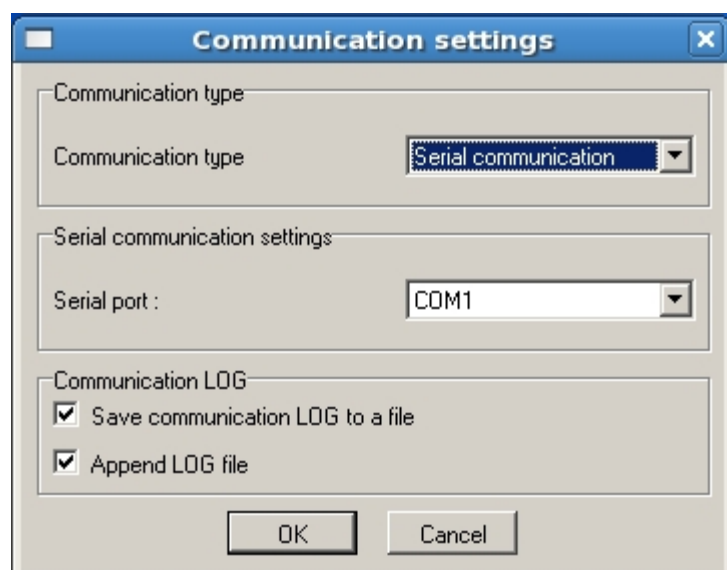 Communication settings
Communication type
Communication type Serial communication
Serial communication settings
Serial port : COM1
Communication LOG
Save communication LOG to a file
Append LOG file
OK Cancel